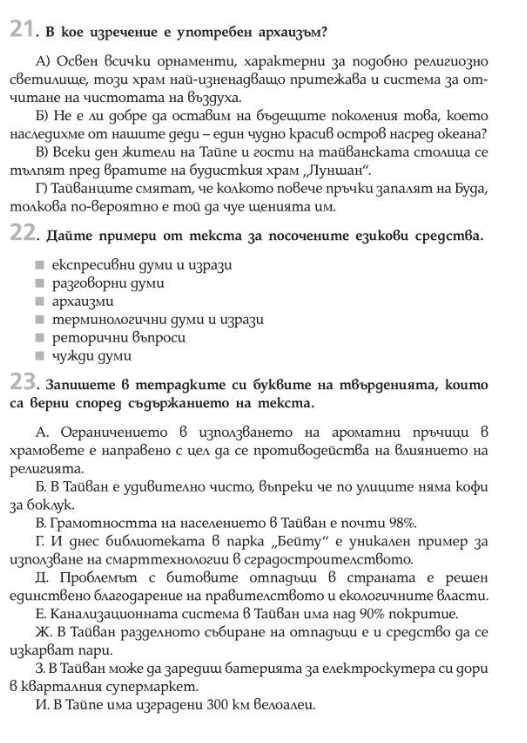 21. В кое изречение е употребен архаизъм?
А) Освен всички орнаменти, характерни за подобно религиозно
светилище, този храм най-изненадващо притежава и система за от-
читане на чистотата на въздуха.
Б) Не е ли добре да оставим на бъдещите поколения това, което
наследихме от нашите деди – един чудно красив остров насред океана?
В) Всеки ден жители на Тайпе и гости на тайванската столица се
тълпят пред вратите на будисткия храм „Луншан“.
Г) Тайванците смятат, че колкото повече пръчки запалят на Буда,
толкова по-вероятно е той да чуе щенията им.
22. Дайте примери от текста за посочените езикови средства.
■ експресивни думи и изрази
■ разговорни думи
■ архаизми
■ терминологични думи и изрази
■ реторични въпроси
■ чужди думи
23. Запишете в тетрадките си буквите на твърденията, които
са верни според съдържанието на текста.
А. Ограничението в използването на ароматни пръчици в
храмовете е направено с цел да се противодейства на влиянието на
религията.
Б. В Тайван е удивително чисто, въпреки че по улиците няма кофи
за боклук.
В. Грамотността на населението в Тайван е почти 98%.
Г. И днес библиотеката в парка „Бейту“ е уникален пример за
използване на смарттехнологии в сградостроителството.
Д. Проблемът с битовите отпадъци в страната е решен
единствено благодарение на правителството и екологичните власти.
Е. Канализационната система в Тайван има над 90% покритие.
Ж. В Тайван разделното събиране на отпадъци е и средство да се
изкарват пари.
З. В Тайван може да заредиш батерията за електроскутера си дори
в кварталния супермаркет.
И. В Тайпе има изградени 300 km велоалеи.